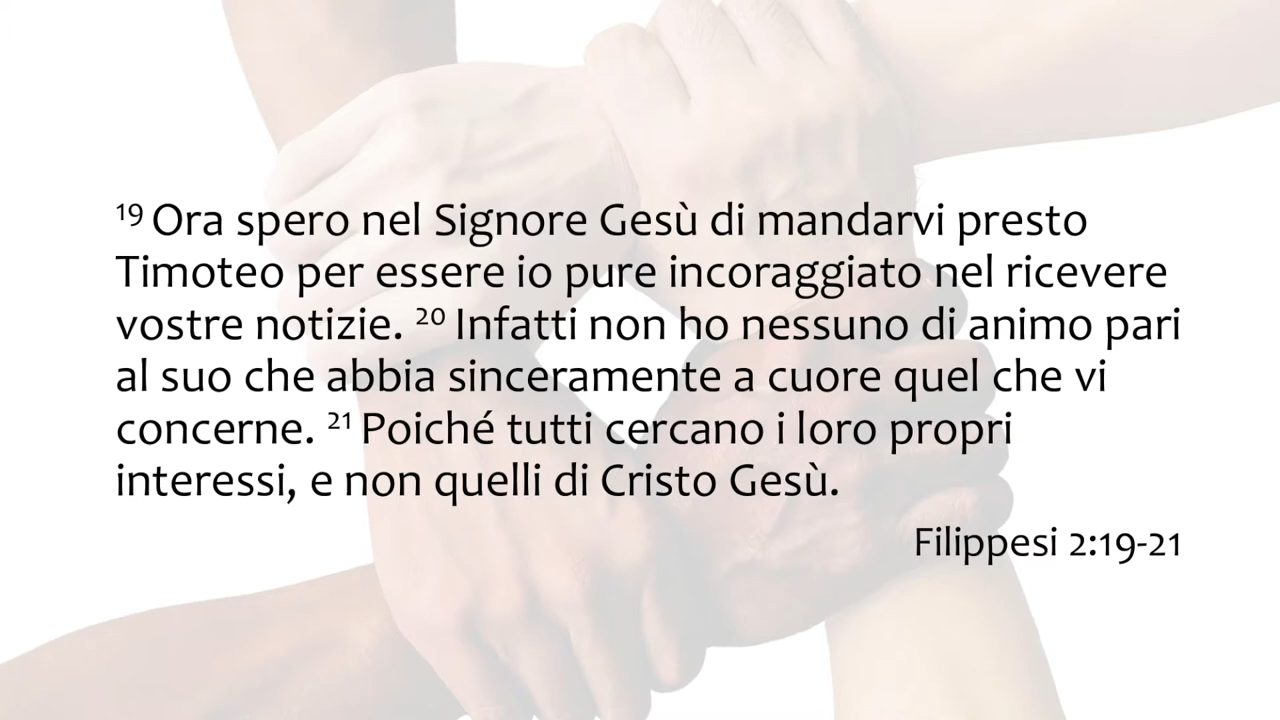 19 Ora spero nel Signore Gesù di mandarvi presto
Timoteo per essere io pure incoraggiato nel ricevere
vostre notizie. 20 Infatti non ho nessuno di animo pari
al suo che abbia sinceramente a cuore quel che vi
concerne. 21 Poiché tutti cercano i loro propri
interessi, e non quelli di Cristo Gesù.
Filippesi 2:19-21